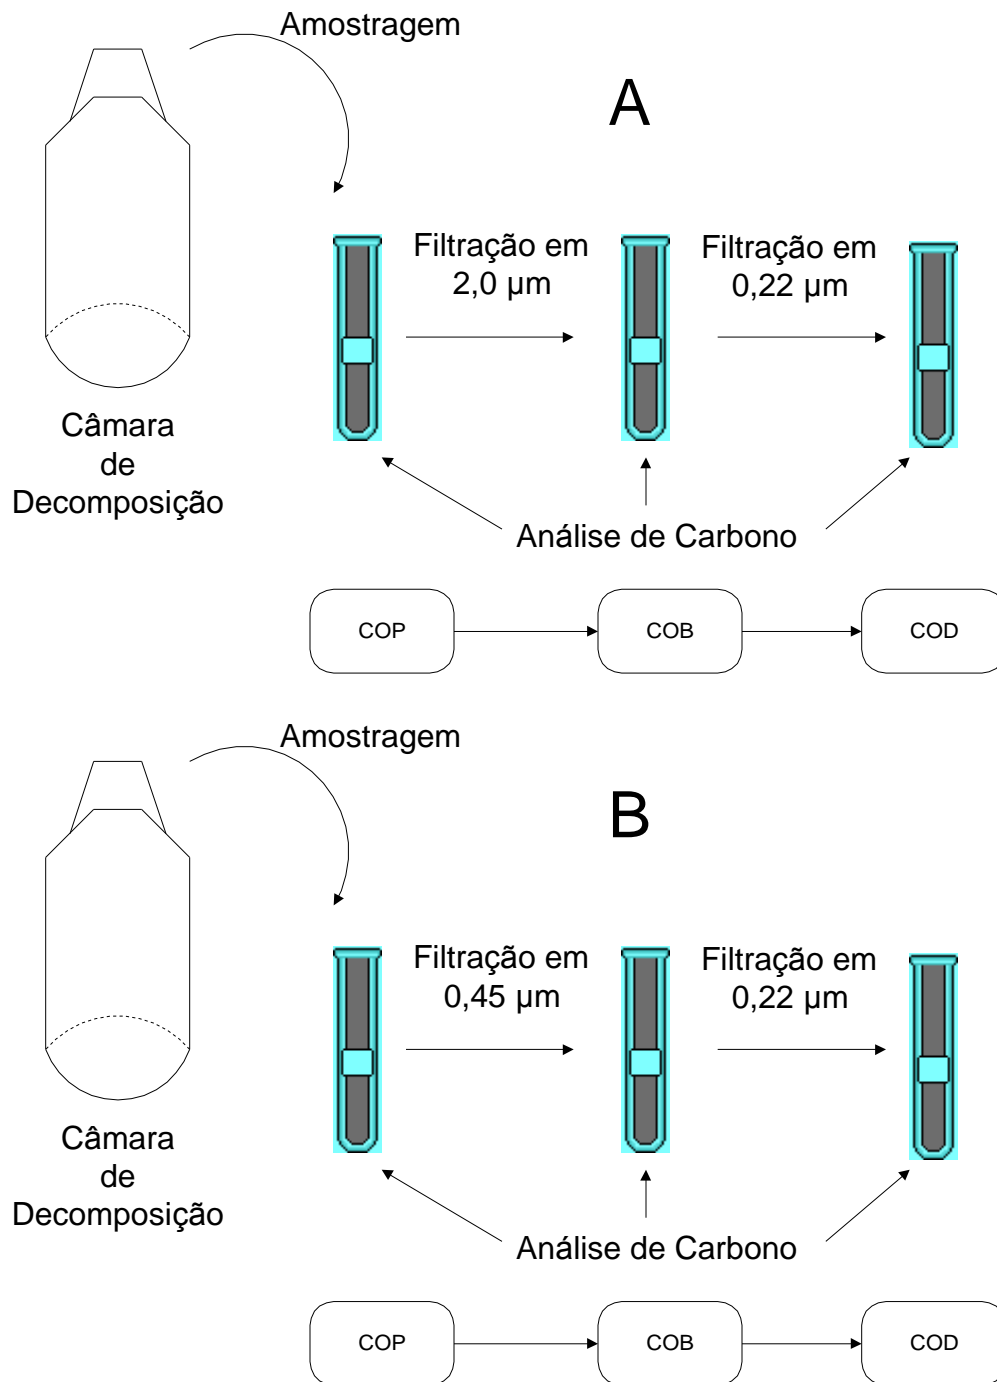 Amostragem
A
Filtração em
2,0 µm
Filtração em
0,22 µm
Câmara
de
Decomposição
Análise de Carbono
COP
COB
COD
Amostragem
B
Filtração em
0,45 µm
Filtração em
0,22 µm
Câmara
de
Decomposição
Análise de Carbono
COP
COB
COD